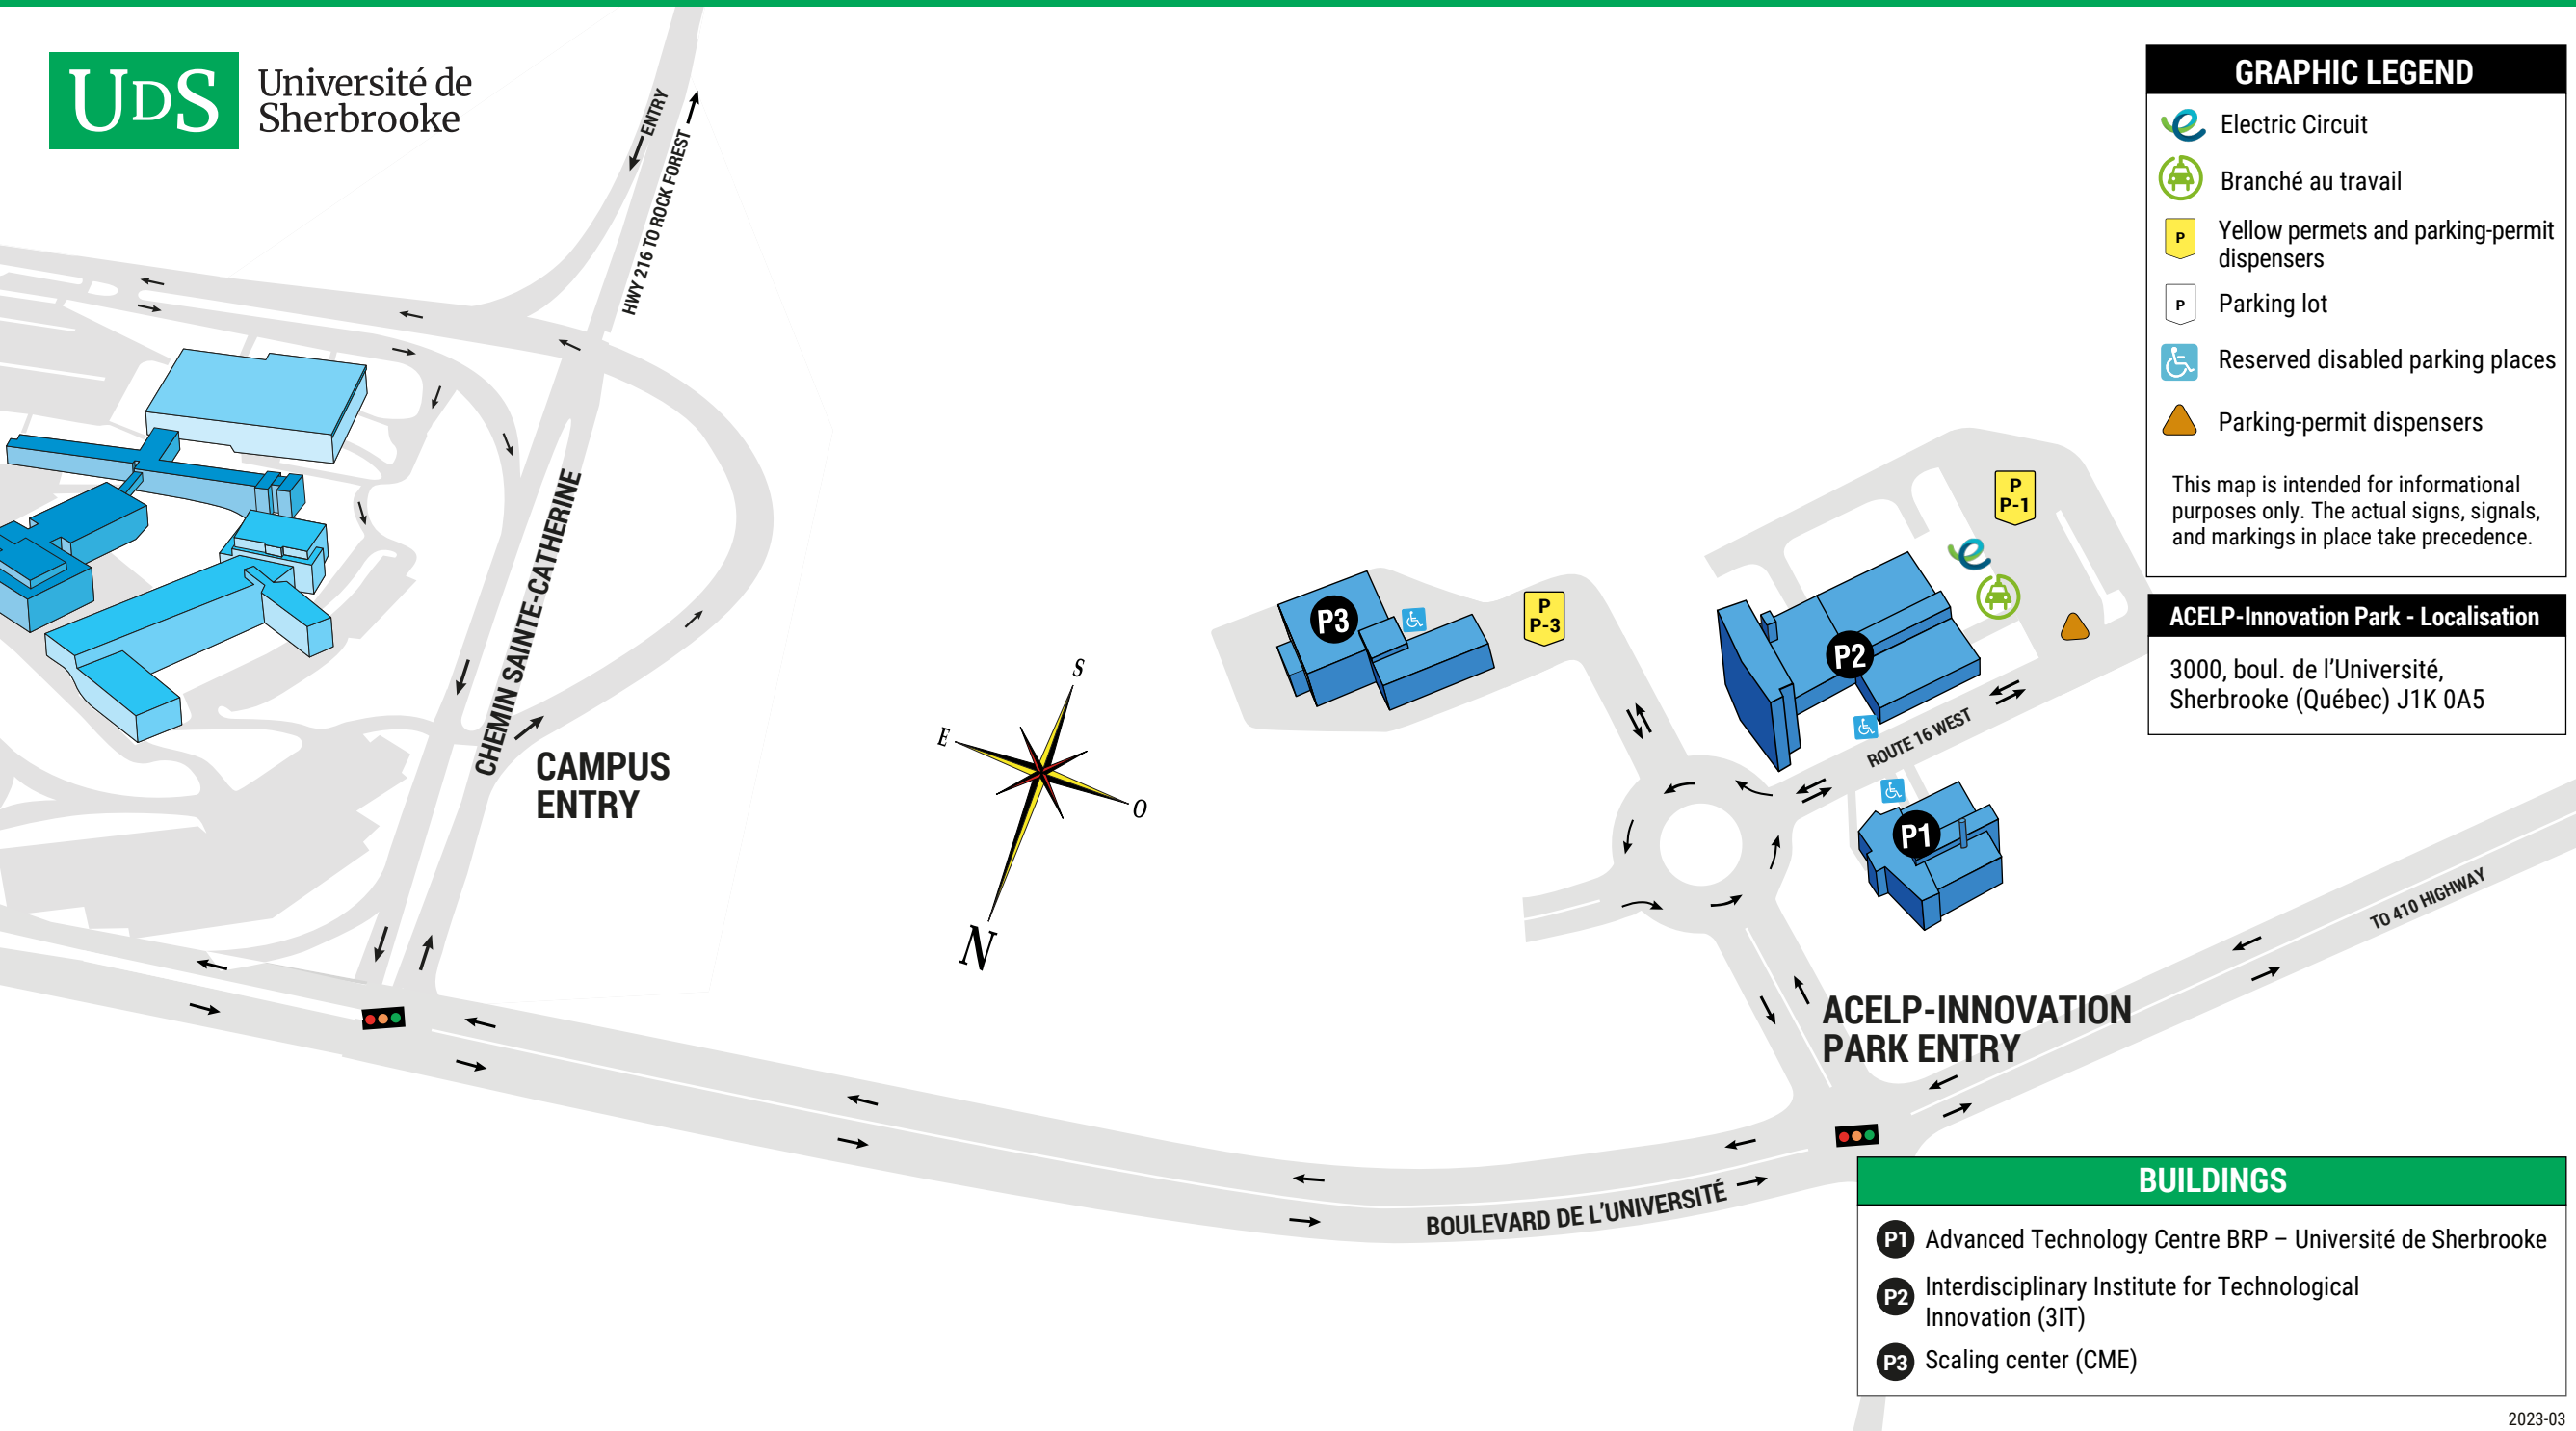 UDS
Université de
Sherbrooke
ENTRY
HWY 216 TO ROCK FOREST
CHEMIN SAINTE-CATHERINE
CAMPUS
ENTRY
S
E
O
N
P3
P
P-3
P
P-1
P2
ROUTE 16 WEST
P1
TO 410 HIGHWAY
ACELP-INNOVATION
PARK ENTRY
BOULEVARD DE L'UNIVERSITÉ
GRAPHIC LEGEND
Electric Circuit
Branché au travail
P
Yellow permets and parking-permit
dispensers
P
Parking lot
Reserved disabled parking places
Parking-permit dispensers
This map is intended for informational
purposes only. The actual signs, signals,
and markings in place take precedence.
ACELP-Innovation Park - Localisation
3000, boul. de l'Université,
Sherbrooke (Québec) J1K 0A5
BUILDINGS
P1 Advanced Technology Centre BRP – Université de Sherbrooke
P2 Interdisciplinary Institute for Technological
Innovation (3IT)
P3 Scaling center (CME)
2023-03